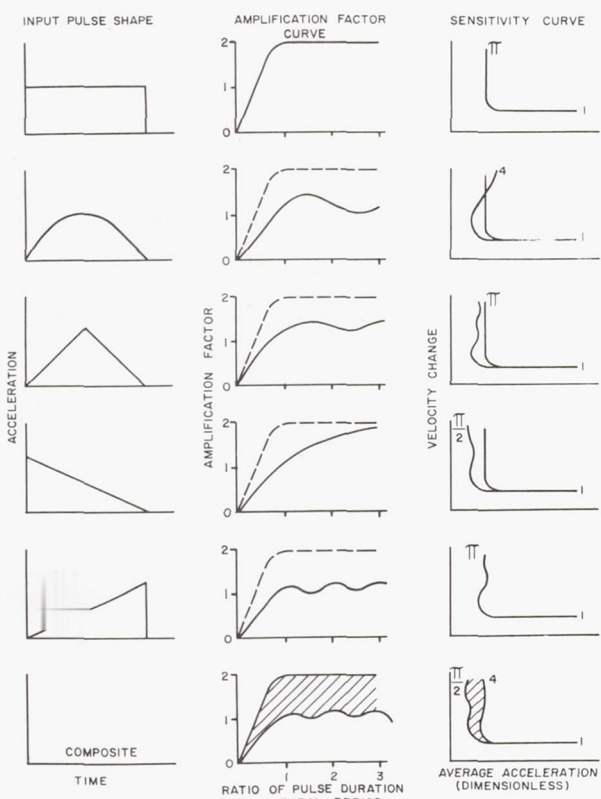 INPUT PULSE SHAPE
AMPLIFICATION FACTOR
CURVE
SENSITIVITY CURVE
2
1
0
π
1
2
1
0
4
1
2
1
0
π
1
2
1
0
π/2
1
2
1
0
π
1
2
1
0
1
2
3
π/2
4
1
ACCELERATION
AMPLIFICATION FACTOR
VELOCITY CHANGE
COMPOSITE
TIME
RATIO OF PULSE DURATION
AVERAGE ACCELERATION
(DIMENSIONLESS)